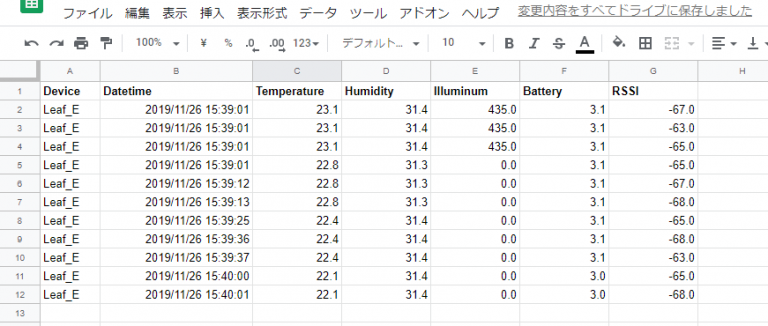 ファイル 編集 表示 挿入 表示形式 データ ツール アドオン ヘルプ 変更内容をすべてドライブに保存しました
100% ¥ % .0 .00 123 デフォルト... 10 B I S A
A B C D E F G H
1 Device Datetime Temperature Humidity Illuminum Battery RSSI
2 Leaf_E 2019/11/26 15:39:01 23.1 31.4 435.0 3.1 -67.0
3 Leaf_E 2019/11/26 15:39:01 23.1 31.4 435.0 3.1 -63.0
4 Leaf_E 2019/11/26 15:39:01 23.1 31.4 435.0 3.1 -65.0
5 Leaf_E 2019/11/26 15:39:01 22.8 31.3 0.0 3.1 -65.0
6 Leaf_E 2019/11/26 15:39:12 22.8 31.3 0.0 3.1 -67.0
7 Leaf_E 2019/11/26 15:39:13 22.8 31.3 0.0 3.1 -68.0
8 Leaf_E 2019/11/26 15:39:25 22.4 31.4 0.0 3.1 -65.0
9 Leaf_E 2019/11/26 15:39:36 22.4 31.4 0.0 3.1 -68.0
10 Leaf_E 2019/11/26 15:39:37 22.4 31.4 0.0 3.1 -63.0
11 Leaf_E 2019/11/26 15:40:00 22.1 31.4 0.0 3.0 -65.0
12 Leaf_E 2019/11/26 15:40:01 22.1 31.4 0.0 3.0 -68.0
13